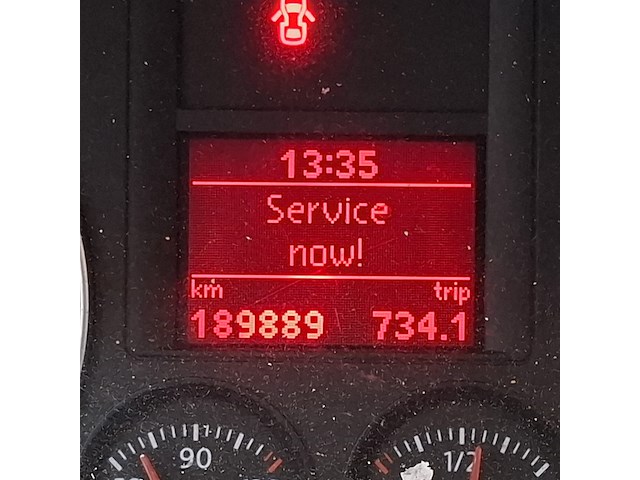 13:35
Service
now!
km trip
189889 734.1
90 1/2